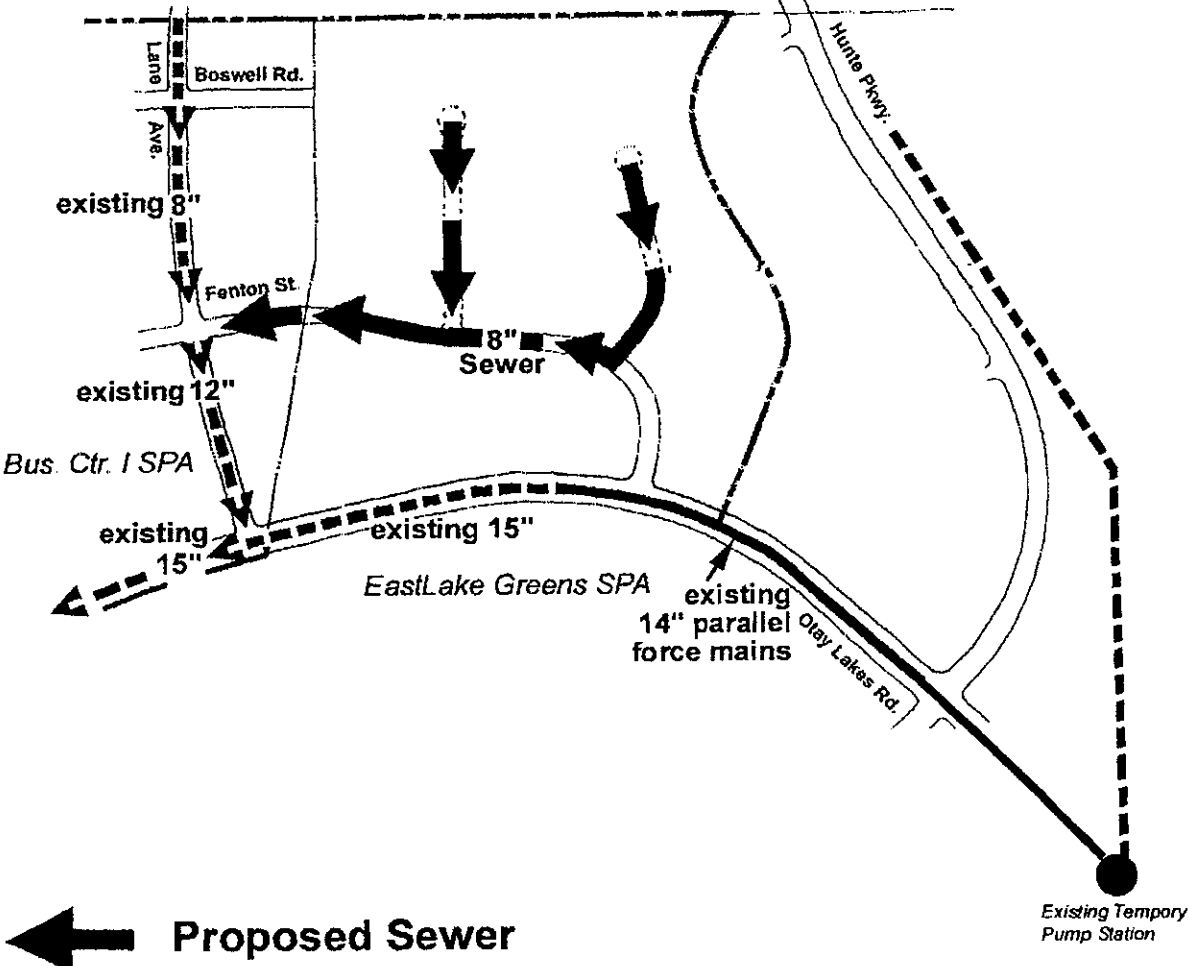 Lane
Ave.
Boswell Rd.
Hunte Pkwy.
existing 8"
Fenton St.
8"
Sewer
existing 12"
Bus. Ctr. I SPA
existing
15"
existing 15"
EastLake Greens SPA
existing
14" parallel
force mains
Otay Lakes Rd.
Existing Tempory
Pump Station
Proposed Sewer